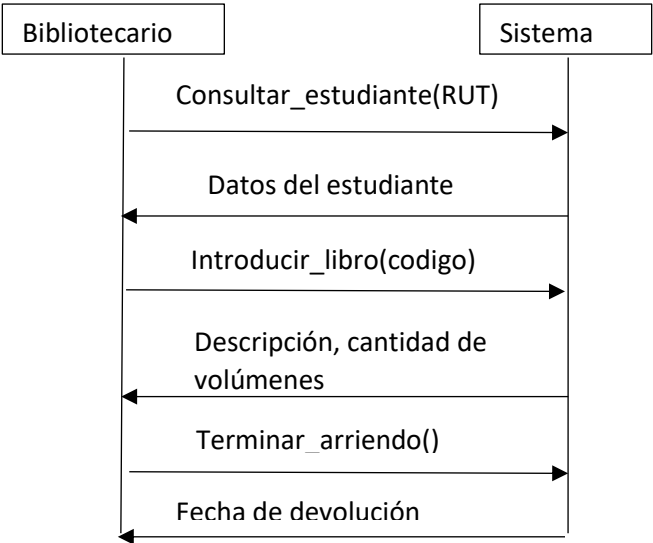 Bibliotecario
Sistema
Consultar_estudiante(RUT)
Datos del estudiante
Introducir_libro(codigo)
Descripción, cantidad de
volúmenes
Terminar_arriendo()
Fecha de devolución